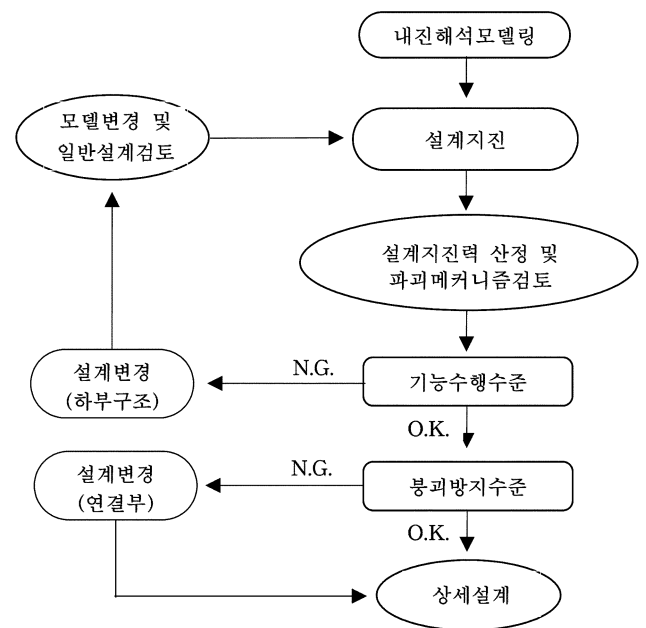 내진해석모델링
모델변경 및
일반설계검토
설계지진
설계지진력 산정 및
파괴메커니즘검토
설계변경
(하부구조)
N.G.
기능수행수준
O.K.
설계변경
(연결부)
N.G.
붕괴방지수준
O.K.
상세설계